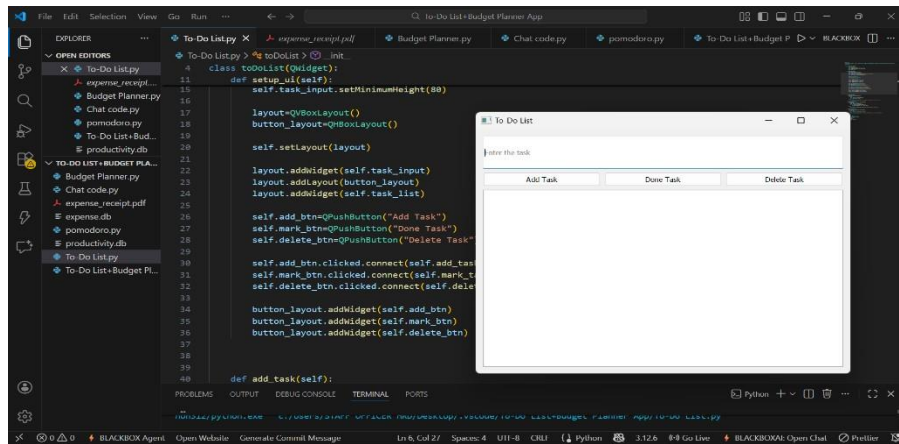 File Edit Selection View Go Run ... To-Do List+Budget Planner App
EXPLORER
OPEN EDITORS
To-Do List.py
expense_receipt....
Budget Planner.py
Chat code.py
pomodoro.py
To-Do List+Bud...
productivity.db
TO-DO LIST+BUDGET PLA...
Budget Planner.py
Chat code.py
expense_receipt.pdf
expense.db
pomodoro.py
productivity.db
To-Do List.py
To-Do List+Budget Pl...
To-Do List.py expense_receipt.pdf Budget Planner.py Chat code.py pomodoro.py To-Do List+Budget P BLACKBOX
To-Do List.py > toDoList > __init__
4 class toDoList(QWidget):
11 def setup_ui(self):
15 self.task_input.setMinimumHeight(80)
16
17 layout=QVBoxLayout()
18 button_layout=QHBoxLayout()
19
20 self.setLayout(layout)
21
22 layout.addWidget(self.task_input)
23 layout.addLayout(button_layout)
24 layout.addWidget(self.task_list)
25
26 self.add_btn=QPushButton("Add Task")
27 self.mark_btn=QPushButton("Done Task")
28 self.delete_btn=QPushButton("Delete Task"
29
30 self.add_btn.clicked.connect(self.add_tas
31 self.mark_btn.clicked.connect(self.mark_t
32 self.delete_btn.clicked.connect(self.dele
33
34 button_layout.addWidget(self.add_btn)
35 button_layout.addWidget(self.mark_btn)
36 button_layout.addWidget(self.delete_btn)
37
38
39
40 def add_task(self):
To Do List
Enter the task
Add Task Done Task Delete Task
PROBLEMS OUTPUT DEBUG CONSOLE TERMINAL PORTS Python
0 0 BLACKBOX Agent Open Website Generate Commit Message Ln 6, Col 27 Spaces: 4 UTF-8 CRLF Python 3.12.6 Go Live BLACKBOXAI: Open Chat Prettier